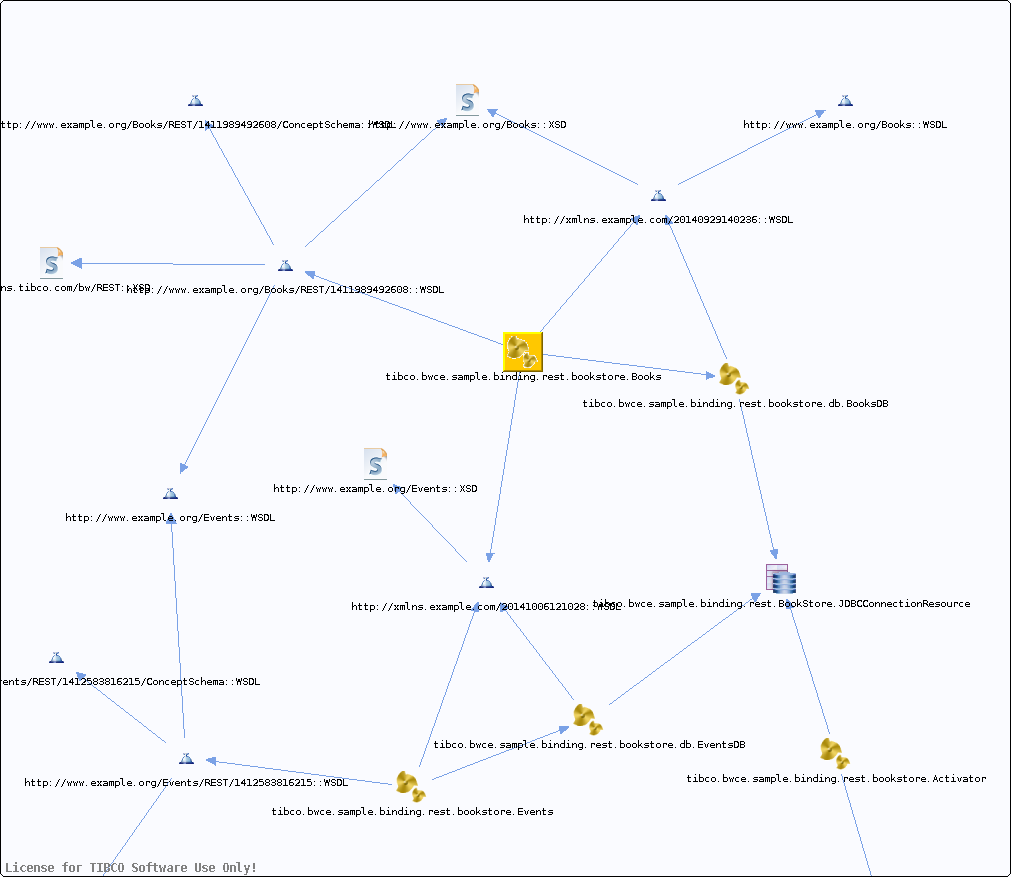 ttp://www.example.org/Books/REST/1411989492608/ConceptSchema::WSDL
http://www.example.org/Books::XSD
http://www.example.org/Books::WSDL
http://xmlns.example.com/20140929140236::WSDL
ns.tibco.com/bw/REST::XSD
http://www.example.org/Books/REST/1411989492608::WSDL
tibco.bwce.sample.binding.rest.bookstore.Books
tibco.bwce.sample.binding.rest.bookstore.db.BooksDB
http://www.example.org/Events::XSD
http://www.example.org/Events::WSDL
http://xmlns.example.com/20141006121028::WSDL
tibco.bwce.sample.binding.rest.BookStore.JDBCConnectionResource
rents/REST/1412583816215/ConceptSchema::WSDL
tibco.bwce.sample.binding.rest.bookstore.db.EventsDB
tibco.bwce.sample.binding.rest.bookstore.Activator
http://www.example.org/Events/REST/1412583816215::WSDL
tibco.bwce.sample.binding.rest.bookstore.Events
License for TIBCO Software Use Only!